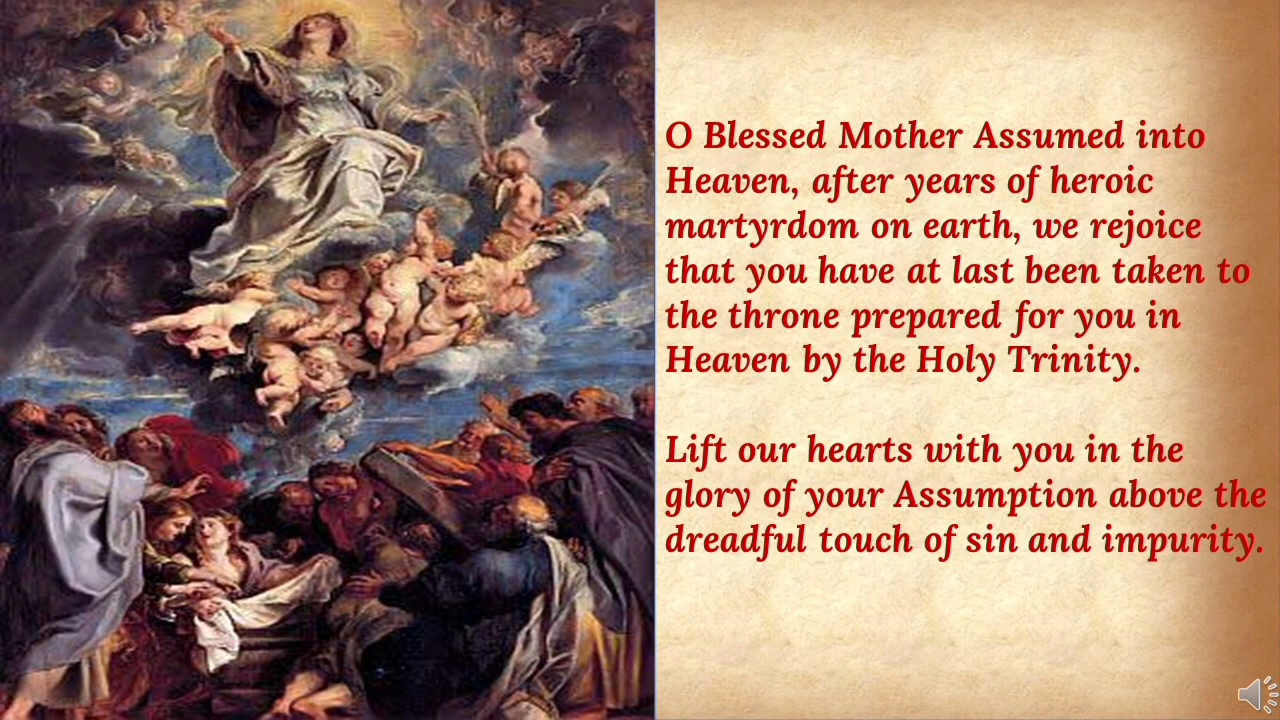 O Blessed Mother Assumed into
Heaven, after years of heroic
martyrdom on earth, we rejoice
that you have at last been taken to
the throne prepared for you in
Heaven by the Holy Trinity.
Lift our hearts with you in the
glory of your Assumption above the
dreadful touch of sin and impurity.